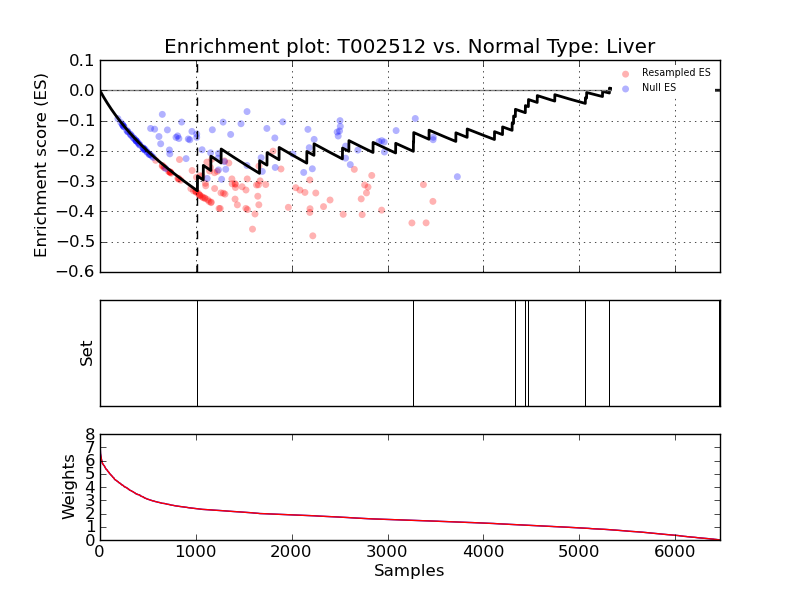 Enrichment plot: T002512 vs. Normal Type: Liver
Enrichment score (ES)
0.1
0.0
−0.1
−0.2
−0.3
−0.4
−0.5
−0.6
Resampled ES
Null ES
Set
Weights
8
7
6
5
4
3
2
1
0
0 1000 2000 3000 4000 5000 6000
Samples